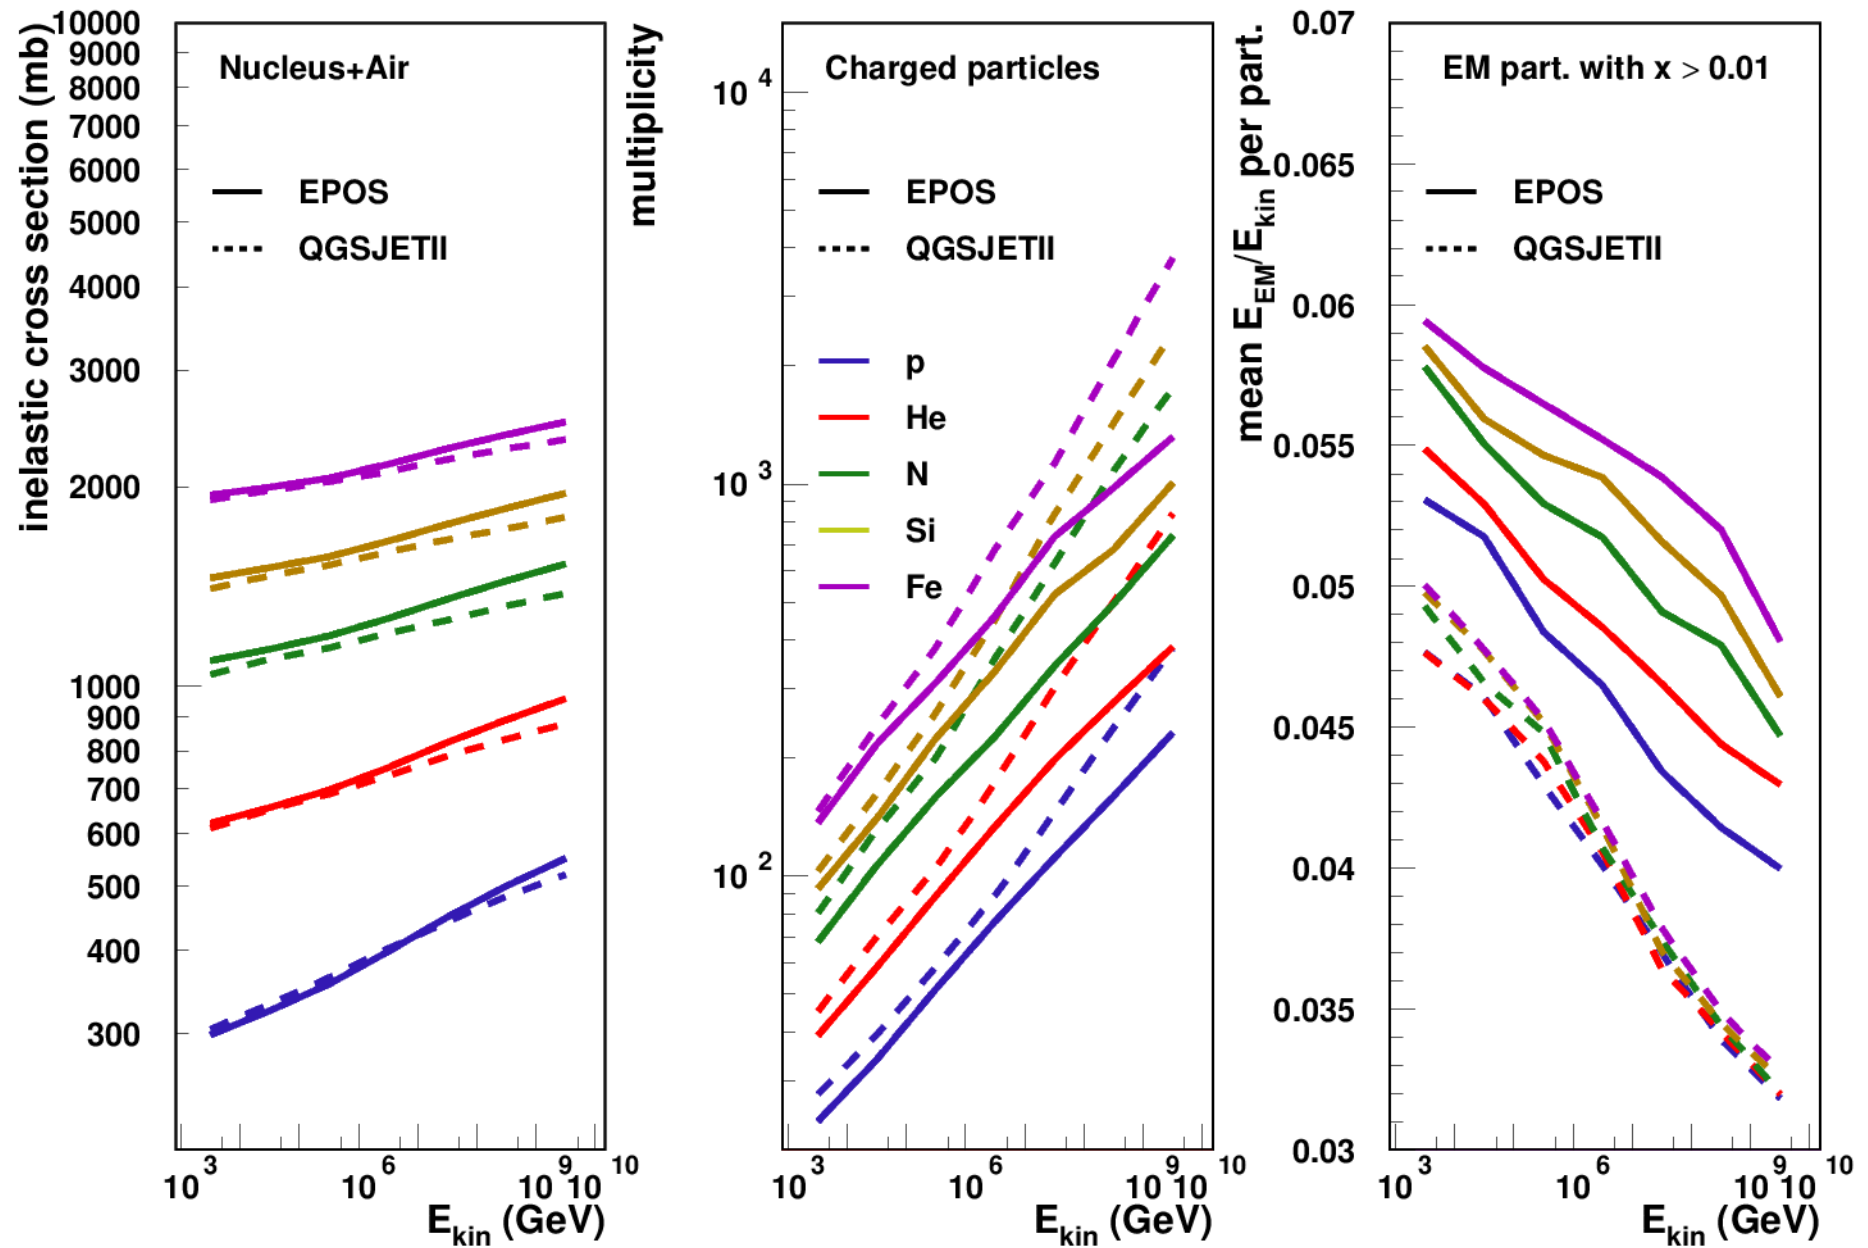 inelastic cross section (mb)
10000
9000
8000
7000
6000
5000
4000
3000
2000
1000
900
800
700
600
500
400
300
Nucleus+Air
EPOS
QGSJETII
10 3
10 6
10 9
10 10
E kin (GeV)
multiplicity
10 4
10 3
10 2
Charged particles
EPOS
QGSJETII
p
He
N
Si
Fe
10 3
10 6
10 9
10 10
E kin (GeV)
mean E EM/E kin per part.
0.07
0.065
0.06
0.055
0.05
0.045
0.04
0.035
0.03
EM part. with x > 0.01
EPOS
QGSJETII
10 3
10 6
10 9
10 10
E kin (GeV)